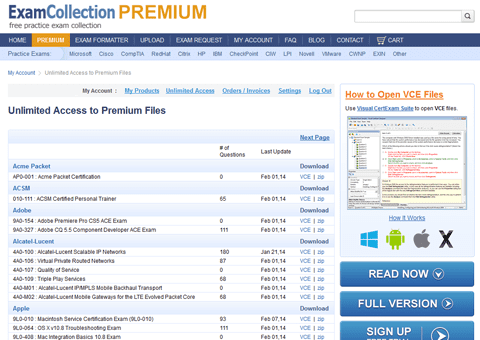 ExamCollection PREMIUM
free practice exam collection
HOME PREMIUM EXAM FORMATTER UPLOAD EXAM REQUEST MY ACCOUNT FAQ BLOG CONTACT CART
Practice Exams: Microsoft Cisco CompTIA RedHat Citrix HP IBM CheckPoint CIW LPI Novell VMware CWNP EXIN Other
My Account Unlimited Access to Premium Files
My Account : My Products Unlimited Access Orders / Invoices Settings Log Out
Unlimited Access to Premium Files
Next Page
# of Questions Last Update
Acme Packet Download
AP0-001 : Acme Packet Certification 0 Feb 01,14 VCE | zip
ACSM Download
010-111 : ACSM Certified Personal Trainer 65 Feb 01,14 VCE | zip
Adobe Download
9A0-154 : Adobe Premiere Pro CS5 ACE Exam 0 Feb 01,14 VCE | zip
9A0-327 : Adobe CQ 5.5 Component Developer ACE Exam 111 Feb 01,14 VCE | zip
Alcatel-Lucent Download
4A0-100 : Alcatel-Lucent Scalable IP Networks 180 Jan 21,14 VCE | zip
4A0-106 : Virtual Private Routed Networks 87 Feb 01,14 VCE | zip
4A0-107 : Quality of Service 0 Feb 01,14 VCE | zip
4A0-109 : Triple Play Services 68 Feb 01,14 VCE | zip
4A0-M01 : Alcatel-Lucent IP/MPLS Mobile Backhaul Transport 0 Feb 01,14 VCE | zip
4A0-M02 : Alcatel-Lucent Mobile Gateways for the LTE Evolved Packet Core 68 Feb 01,14 VCE | zip
Apple Download
9L0-010 : Macintosh Service Certification Exam (9L0-010) 93 Feb 07,14 VCE | zip
9L0-064 : OS X v10.8 Troubleshooting Exam 111 Feb 01,14 VCE | zip
9L0-408 : Mac Integration Basics 10.8 Exam 0 Feb 01,14 VCE | zip
How to Open VCE Files
Use Visual CertExam Suite to open VCE files.
How It Works
READ NOW
FULL VERSION
SIGN UP